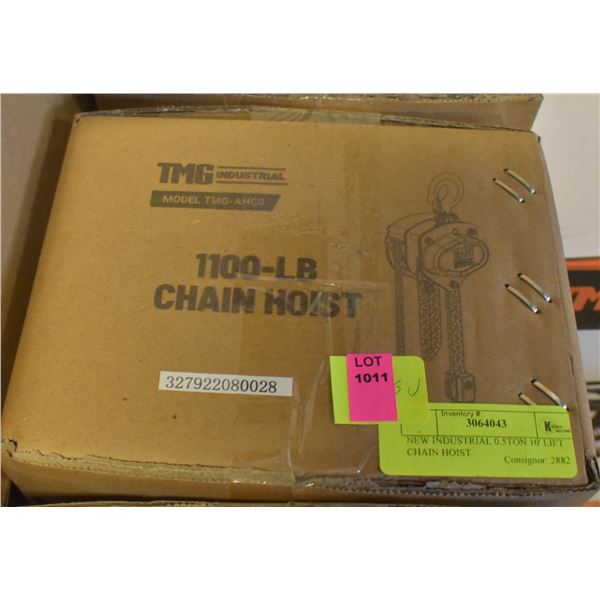 TMG INDUSTRIAL
MODEL TMG-AHC0
1100-LB
CHAIN HOIST
327922080028
LOT
1011
Inventory #
3064043
NEW INDUSTRIAL 0.5TON 10' LIFT
CHAIN HOIST
Consignor: 2882